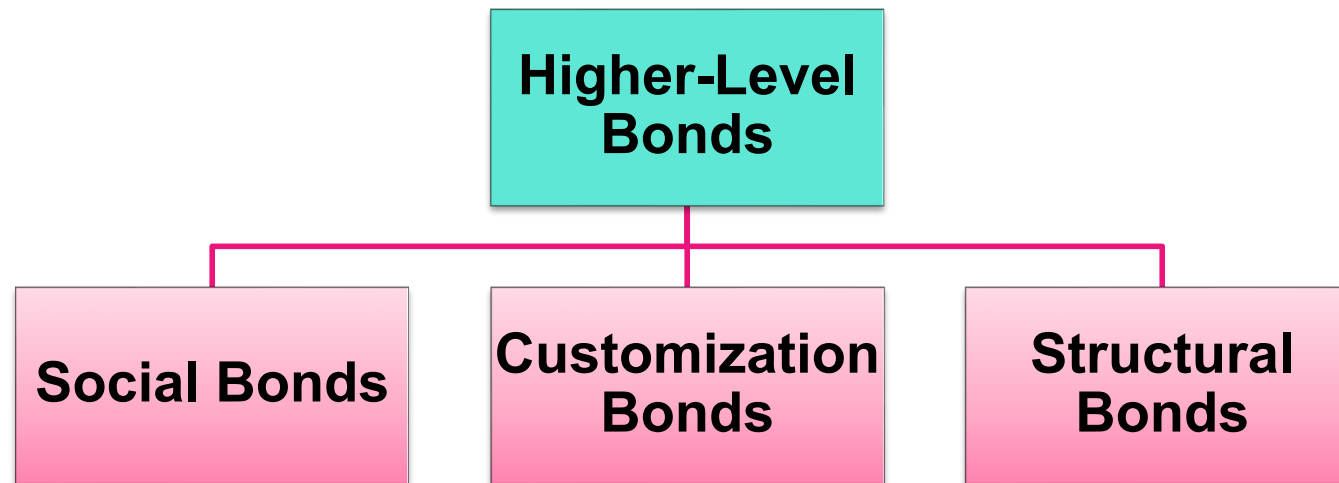 Higher-Level
Bonds
Social Bonds
Customization
Bonds
Structural
Bonds